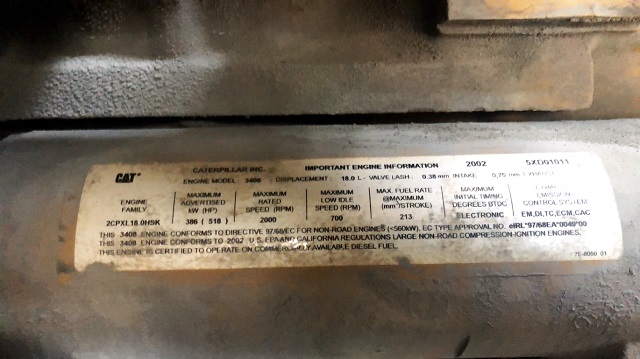 CAT CATERPILLAR INC. IMPORTANT ENGINE INFORMATION 2002 5XD01011
ENGINE MODEL: 3408 DISPLACEMENT: 18.0 L - VALVE LASH: 0.38 mm INTAKE, 0.75 mm EXHAUST
ENGINE FAMILY MAXIMUM ADVERTISED kW (HP) MAXIMUM RATED SPEED (RPM) MAXIMUM LOW IDLE SPEED (RPM) MAX. FUEL RATE @MAXIMUM (mm³/STROKE) MAXIMUM INITIAL TIMING DEGREES BTDC EMISSION CONTROL SYSTEM
2CPXL18.0HSK 386 ( 518 ) 2000 700 213 ELECTRONIC EM,DI,TC,ECM,CAC
THIS 3408 ENGINE CONFORMS TO DIRECTIVE 97/68/EC FOR NON-ROAD ENGINES (<560kW). EC TYPE APPROVAL NO. eIRL*97/68EA*0049*00
THIS 3408 ENGINE CONFORMS TO 2002 U.S. EPA AND CALIFORNIA REGULATIONS LARGE NON-ROAD COMPRESSION-IGNITION ENGINES.
THIS ENGINE IS CERTIFIED TO OPERATE ON COMMERCIALLY AVAILABLE DIESEL FUEL.
7E-8050 01